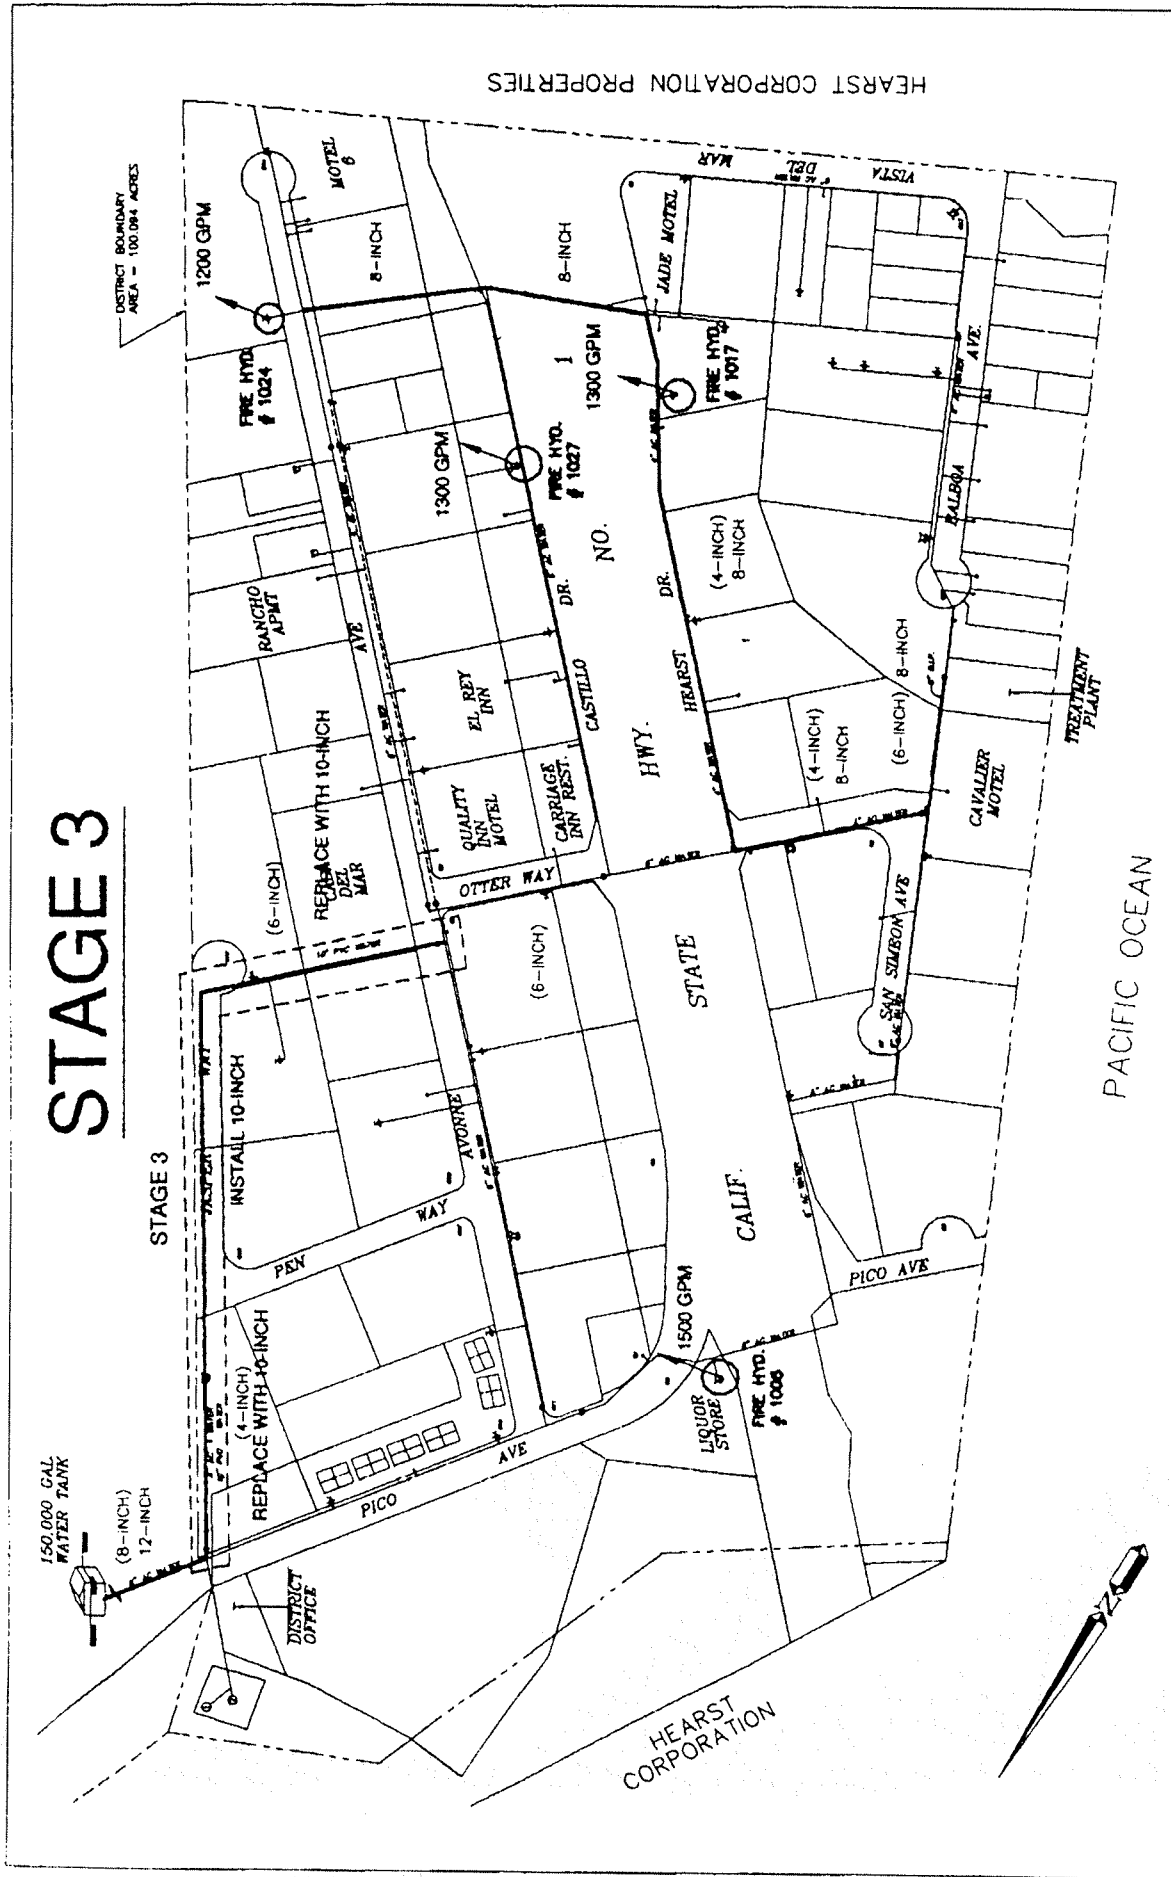 STAGE 3
HEARST CORPORATION PROPERTIES
DISTRICT BOUNDARY
AREA - 100.094 ACRES
1200 GPM
FIRE HYD.
# 1024
MOTEL
6
8-INCH
8-INCH
JADE MOTEL
VISTA
DEL
MAR
1
1300 GPM
FIRE HYD.
# 1017
1300 GPM
FIRE HYD.
# 1027
NO.
RANCHO
APMT
AVE
CASTILLO
DR.
HEARST
DR.
(4-INCH)
8-INCH
BALBOA
AVE.
EL REY
INN
HWY.
(4-INCH)
8-INCH
(6-INCH) 8-INCH
TREATMENT
PLANT
CAVALIER
MOTEL
QUALITY
INN
MOTEL
CARRIAGE
INN REST.
OTTER WAY
(6-INCH)
REPLACE WITH 10-INCH
DEL
MAR
(6-INCH)
STATE
SAN SIMEON AVE
PACIFIC OCEAN
STAGE 3
JASPER
WAY
INSTALL 10-INCH
AVONNE
PEN
WAY
CALIF.
PICO AVE
1500 GPM
FIRE HYD.
# 1006
LIQUOR
STORE
(4-INCH)
REPLACE WITH 10-INCH
PICO
AVE
150,000 GAL
WATER TANK
(8-INCH)
12-INCH
DISTRICT
OFFICE
HEARST
CORPORATION
N